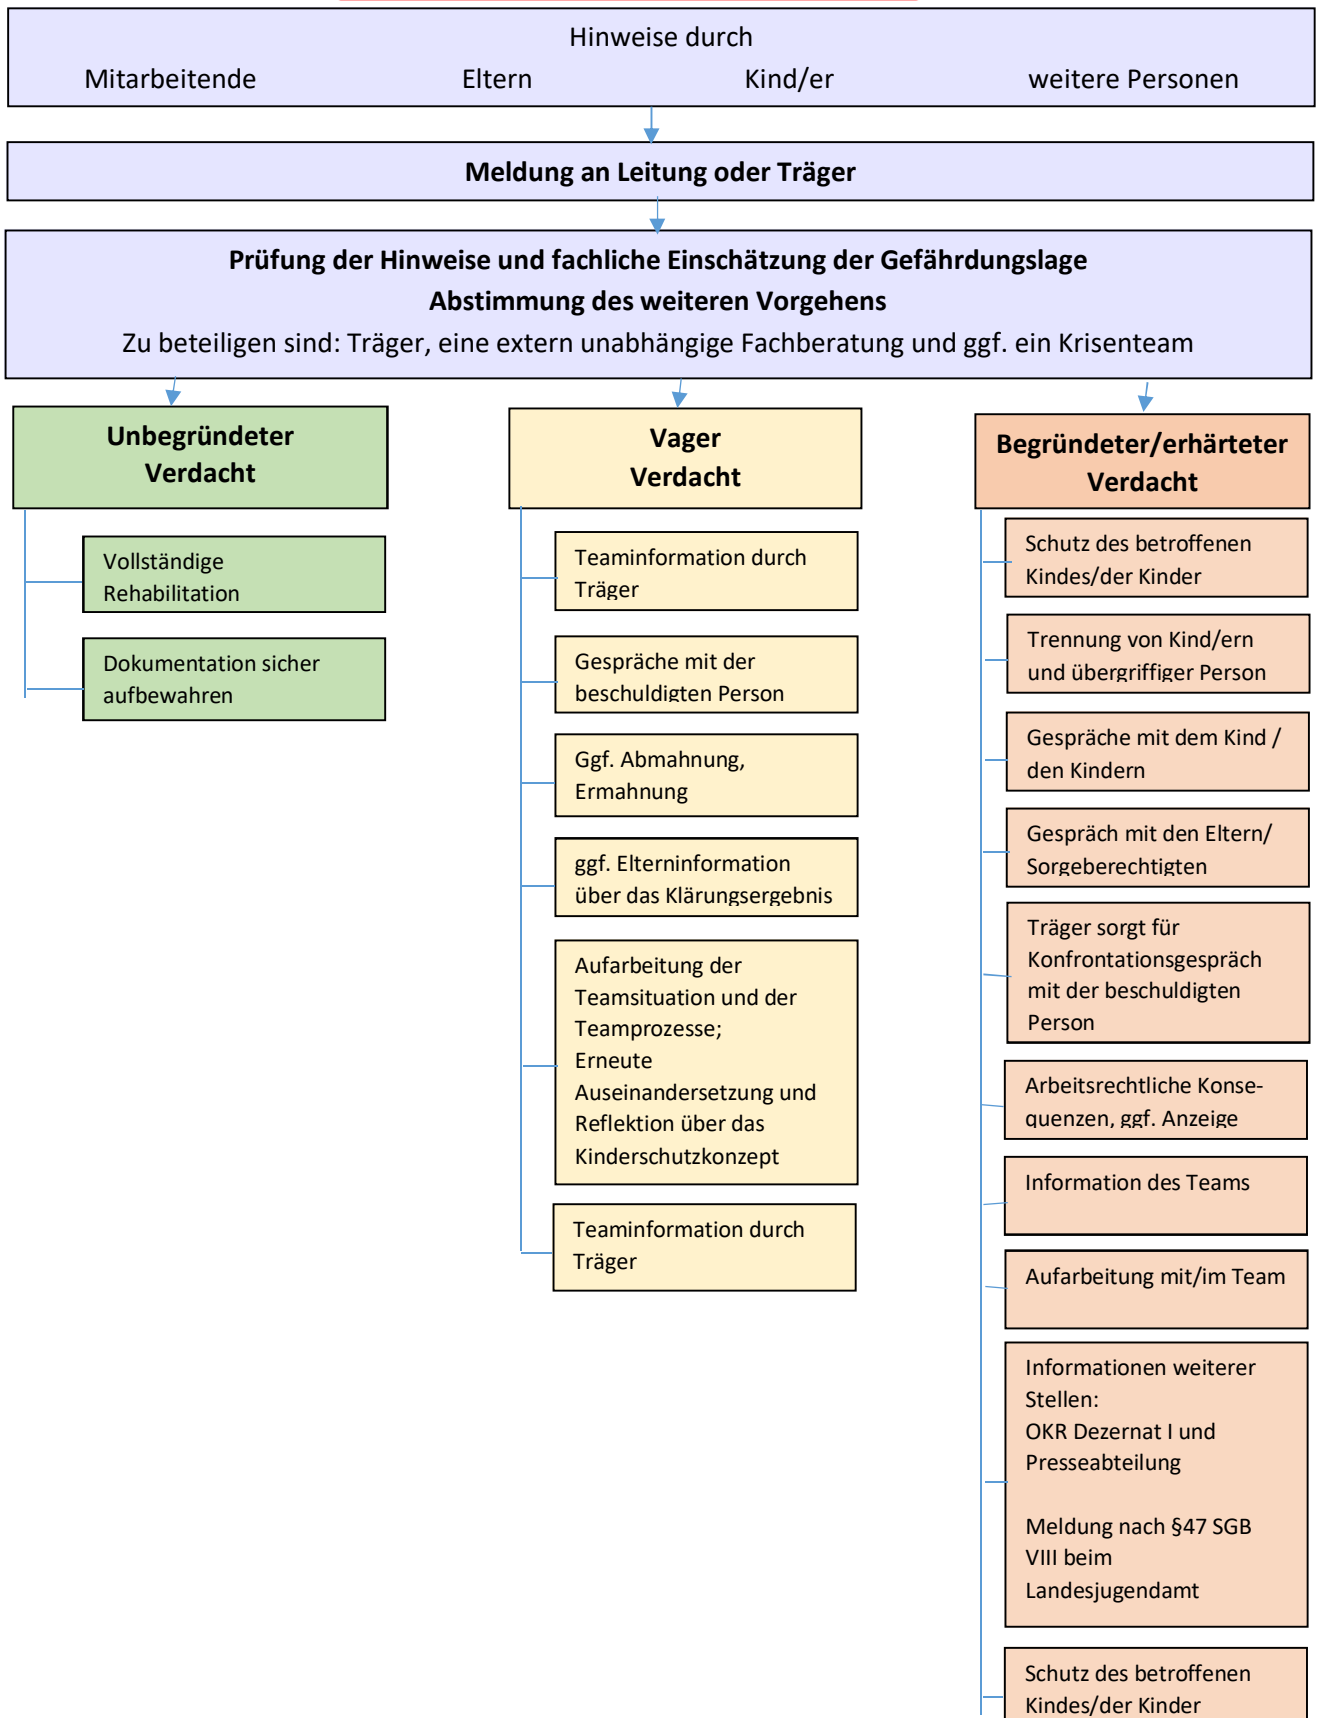 Hinweise durch
Mitarbeitende Eltern Kind/er weitere Personen
Meldung an Leitung oder Träger
Prüfung der Hinweise und fachliche Einschätzung der Gefährdungslage
Abstimmung des weiteren Vorgehens
Zu beteiligen sind: Träger, eine extern unabhängige Fachberatung und ggf. ein Krisenteam
Unbegründeter
Verdacht
Vollständige
Rehabilitation
Dokumentation sicher
aufbewahren
Vager
Verdacht
Teaminformation durch
Träger
Gespräche mit der
beschuldigten Person
Ggf. Abmahnung,
Ermahnung
ggf. Elterninformation
über das Klärungsergebnis
Aufarbeitung der
Teamsituation und der
Teamprozesse;
Erneute
Auseinandersetzung und
Reflektion über das
Kinderschutzkonzept
Teaminformation durch
Träger
Begründeter/erhärteter
Verdacht
Schutz des betroffenen
Kindes/der Kinder
Trennung von Kind/ern
und übergriffiger Person
Gespräche mit dem Kind /
den Kindern
Gespräch mit den Eltern/
Sorgeberechtigten
Träger sorgt für
Konfrontationsgespräch
mit der beschuldigten
Person
Arbeitsrechtliche Konse-
quenzen, ggf. Anzeige
Information des Teams
Aufarbeitung mit/im Team
Informationen weiterer
Stellen:
OKR Dezernat I und
Presseabteilung
Meldung nach §47 SGB
VIII beim
Landesjugendamt
Schutz des betroffenen
Kindes/der Kinder